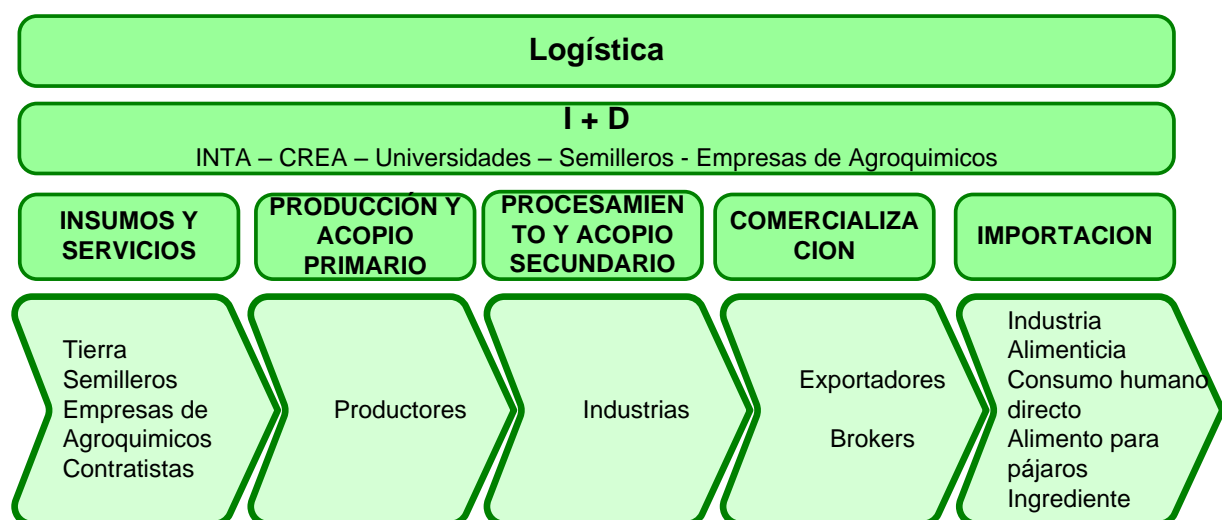 Logística
I + D
INTA – CREA – Universidades – Semilleros - Empresas de Agroquimicos
INSUMOS Y
SERVICIOS
PRODUCCIÓN Y
ACOPIO
PRIMARIO
PROCESAMIEN
TO Y ACOPIO
SECUNDARIO
COMERCIALIZA
CION
IMPORTACION
Tierra
Semilleros
Empresas de
Agroquimicos
Contratistas
Productores
Industrias
Exportadores
Brokers
Industria
Alimenticia
Consumo humano
directo
Alimento para
pájaros
Ingrediente